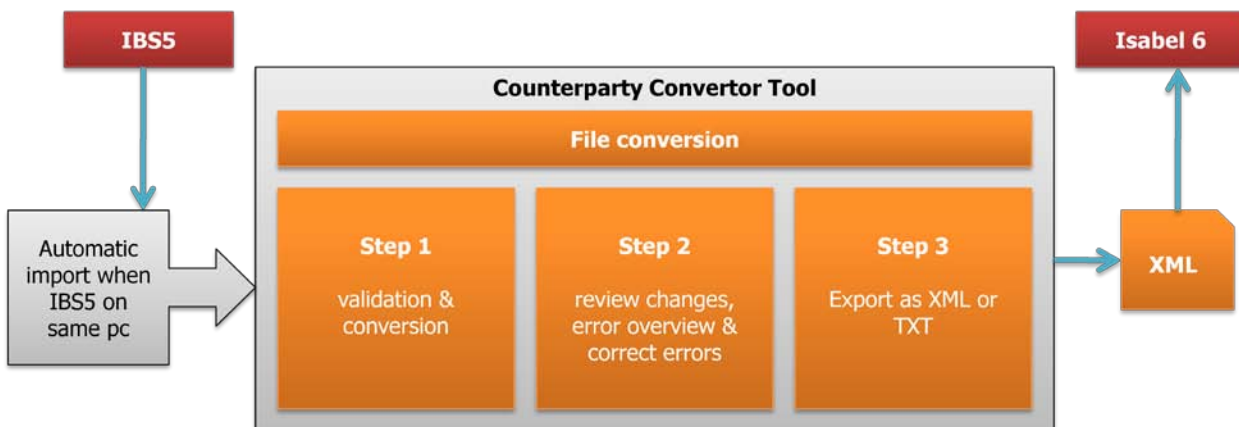 IBS5
Isabel 6
Counterparty Convertor Tool
File conversion
Automatic
import when
IBS5 on
same pc
Step 1
validation &
conversion
Step 2
review changes,
error overview &
correct errors
Step 3
Export as XML or
TXT
XML